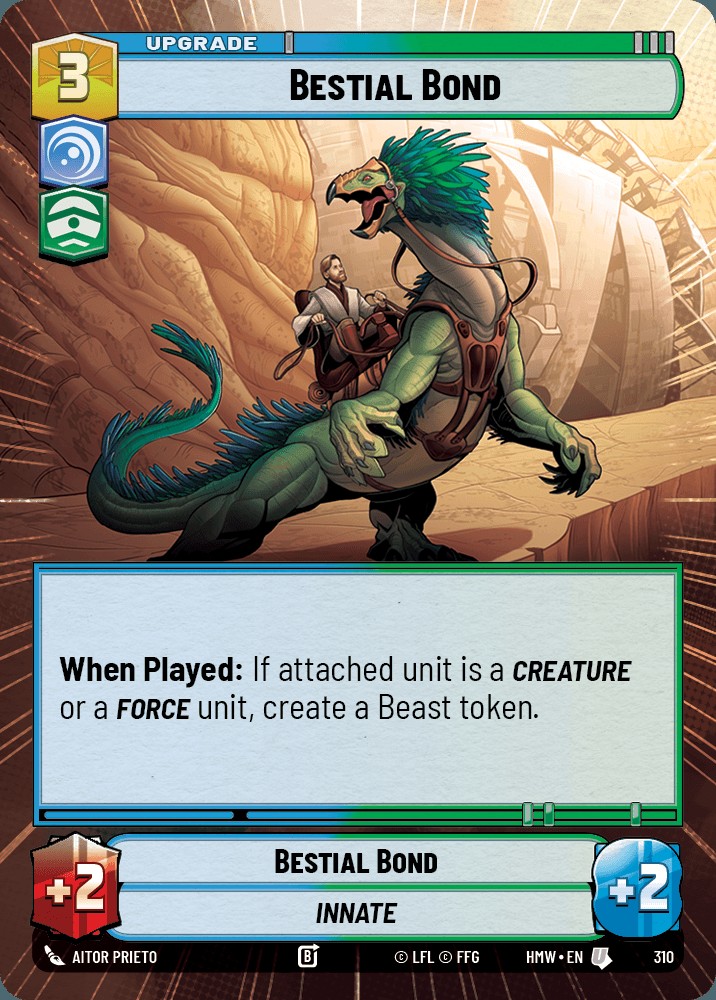 UPGRADE
3
BESTIAL BOND
When Played: If attached unit is a CREATURE
or a FORCE unit, create a Beast token.
+2
BESTIAL BOND
+2
INNATE
AITOR PRIETO
B
© LFL © FFG
HMW • EN
U
310